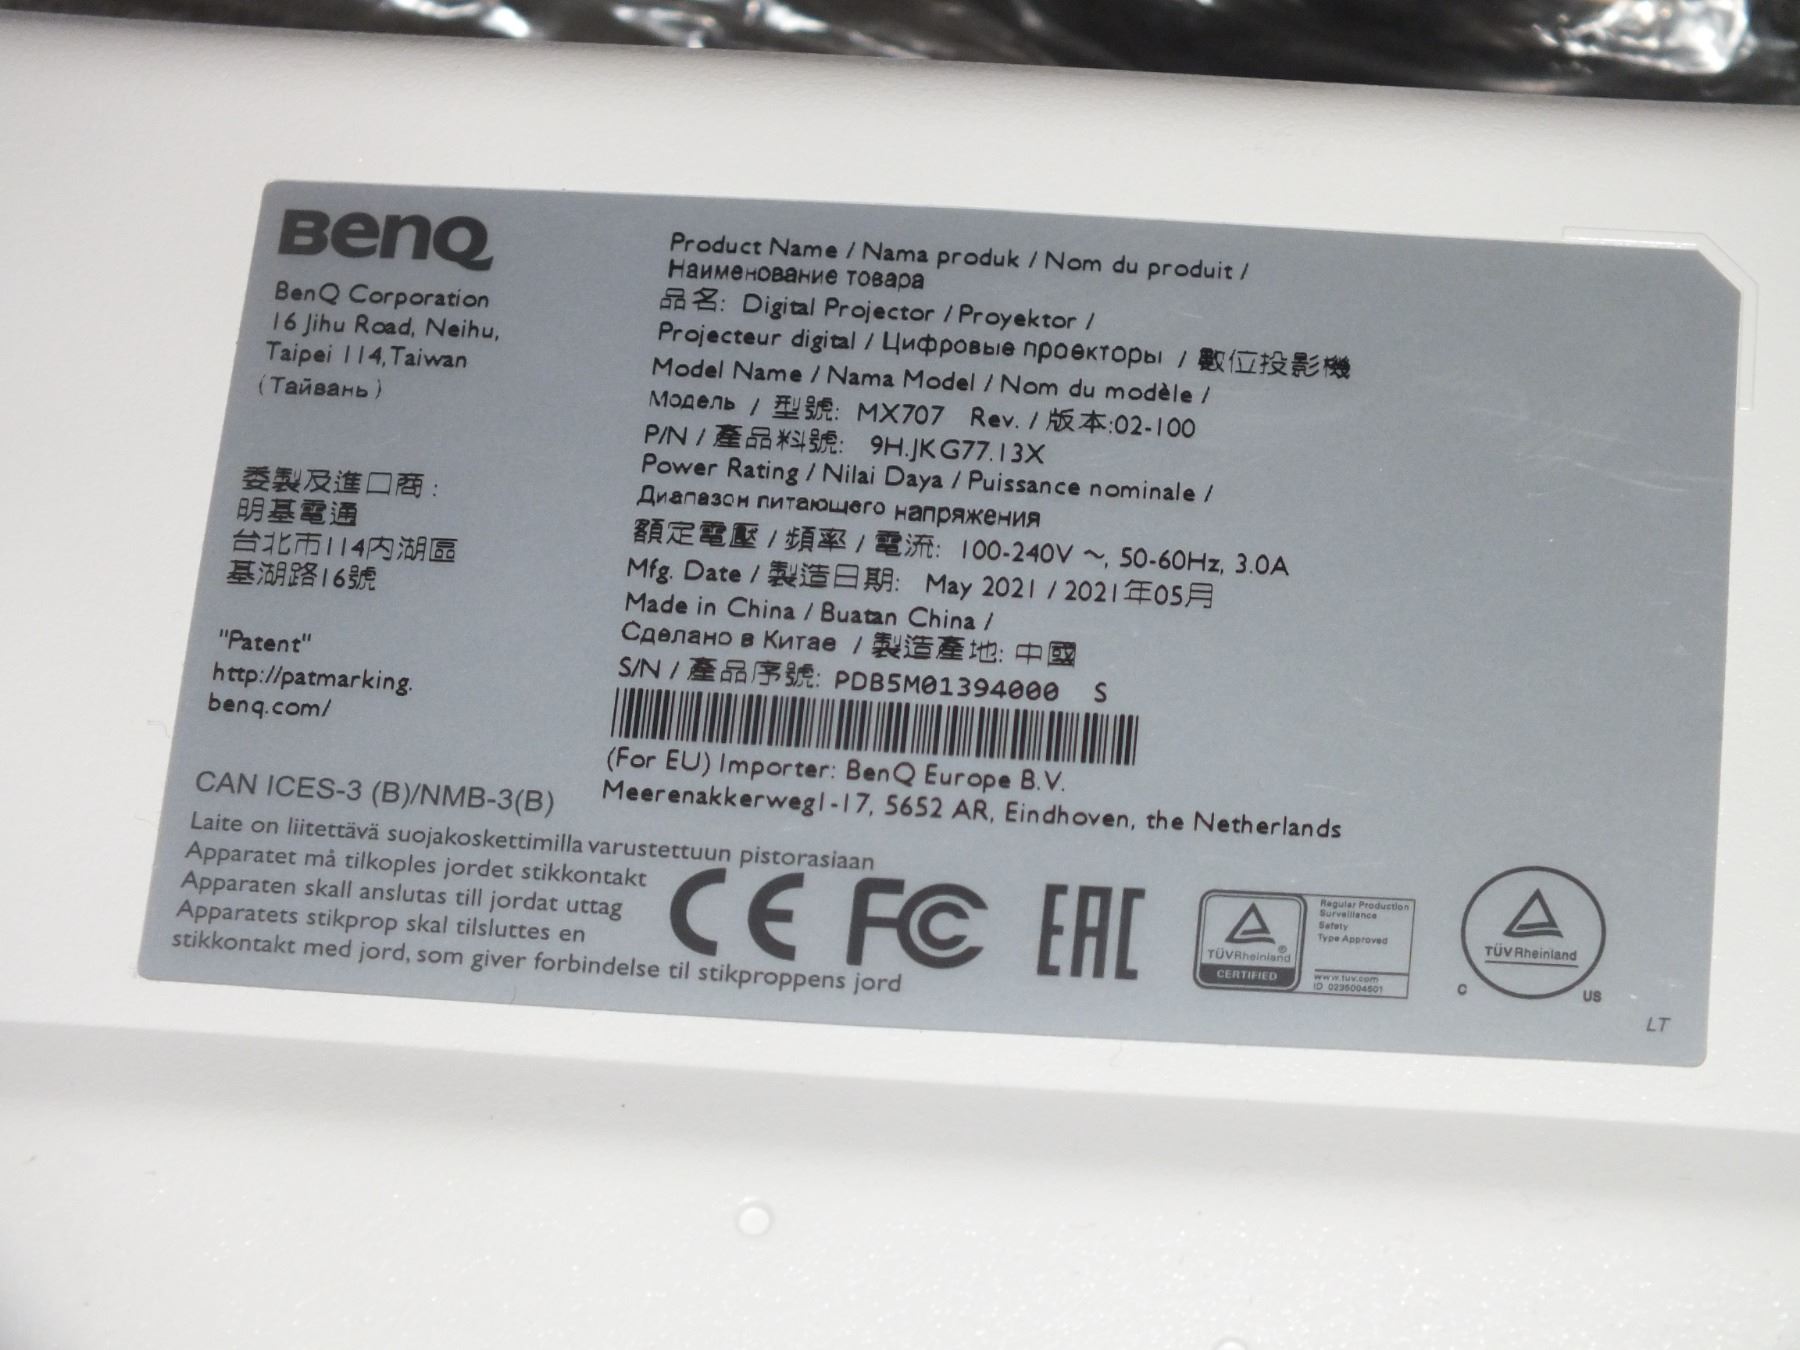 BenQ
BenQ Corporation
16 Jihu Road, Neihu,
Taipei 114, Taiwan
(Тайвань)
委製及進口商:
明基電通
台北市114內湖區
基湖路16號
"Patent"
http://patmarking.
benq.com/
Product Name / Nama produk / Nom du produit /
Наименование товара
品名: Digital Projector / Proyektor /
Projecteur digital / Цифровые проекторы / 數位投影機
Model Name / Nama Model / Nom du modèle /
Модель / 型號: MX707 Rev. / 版本:02-100
P/N / 產品料號: 9H.JKG77.13X
Power Rating / Nilai Daya / Puissance nominale /
Диапазон питающего напряжения
額定電壓 / 頻率 / 電流: 100-240V ~, 50-60Hz, 3.0A
Mfg. Date / 製造日期: May 2021 / 2021年05月
Made in China / Buatan China /
Сделано в Китае / 製造產地: 中國
S/N / 產品序號: PDB5M01394000 S
(For EU) Importer: BenQ Europe B.V.
Meerenakkerweg1-17, 5652 AR, Eindhoven, the Netherlands
CAN ICES-3 (B)/NMB-3(B)
Laite on liitettävä suojakoskettimilla varustettuun pistorasiaan
Apparatet må tilkoples jordet stikkontakt
Apparaten skall anslutas till jordat uttag
Apparatets stikprop skal tilsluttes en
stikkontakt med jord, som giver forbindelse til stikproppens jord
CE FC EAC
TÜVRheinland®
CERTIFIED
Regular Production
Surveillance
Safety
Type Approved
www.tuv.com
ID 0235004501
TÜVRheinland
C US
LT